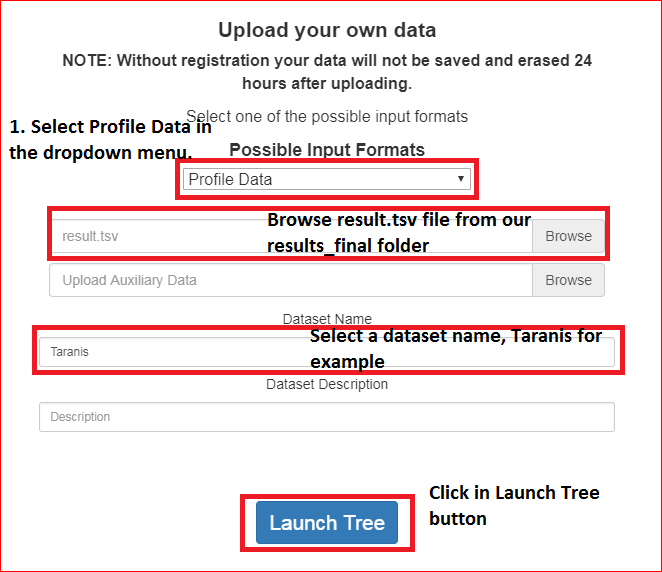 Upload your own data
NOTE: Without registration your data will not be saved and erased 24
hours after uploading.
Select one of the possible input formats
1. Select Profile Data in
the dropdown menu.
Possible Input Formats
Profile Data
Browse result.tsv file from our
results_final folder
result.tsv
Browse
Upload Auxiliary Data
Browse
Dataset Name
Select a dataset name, Taranis for
example
Taranis
Dataset Description
Description
Click in Launch Tree
button
Launch Tree